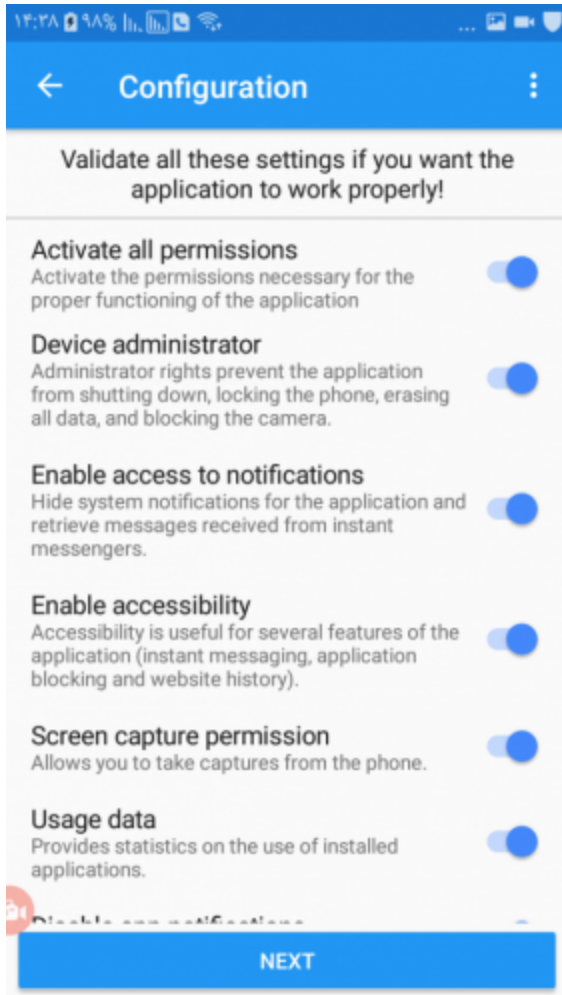 ۱۴:۳۸ ۹۸% ...
Configuration
Validate all these settings if you want the
application to work properly!
Activate all permissions
Activate the permissions necessary for the
proper functioning of the application
Device administrator
Administrator rights prevent the application
from shutting down, locking the phone, erasing
all data, and blocking the camera.
Enable access to notifications
Hide system notifications for the application and
retrieve messages received from instant
messengers.
Enable accessibility
Accessibility is useful for several features of the
application (instant messaging, application
blocking and website history).
Screen capture permission
Allows you to take captures from the phone.
Usage data
Provides statistics on the use of installed
applications.
Disable app notifications
NEXT